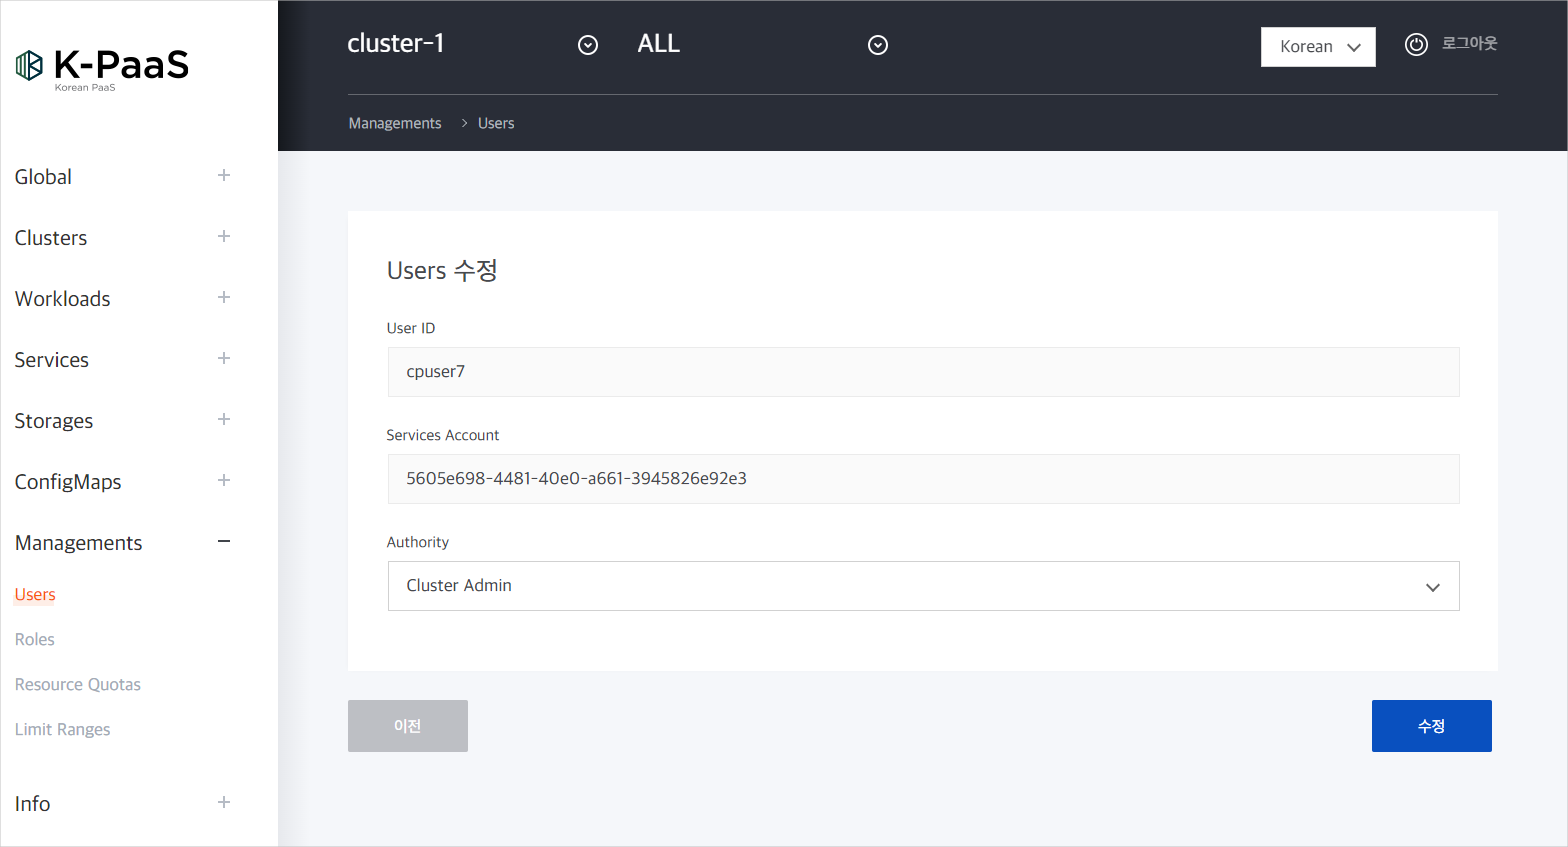 K-PaaS
Korean PaaS
cluster-1
ALL
Korean
로그아웃
Managements > Users
Global
Clusters
Workloads
Services
Storages
ConfigMaps
Managements
Users
Roles
Resource Quotas
Limit Ranges
Info
Users 수정
User ID
cpuser7
Services Account
5605e698-4481-40e0-a661-3945826e92e3
Authority
Cluster Admin
이전
수정